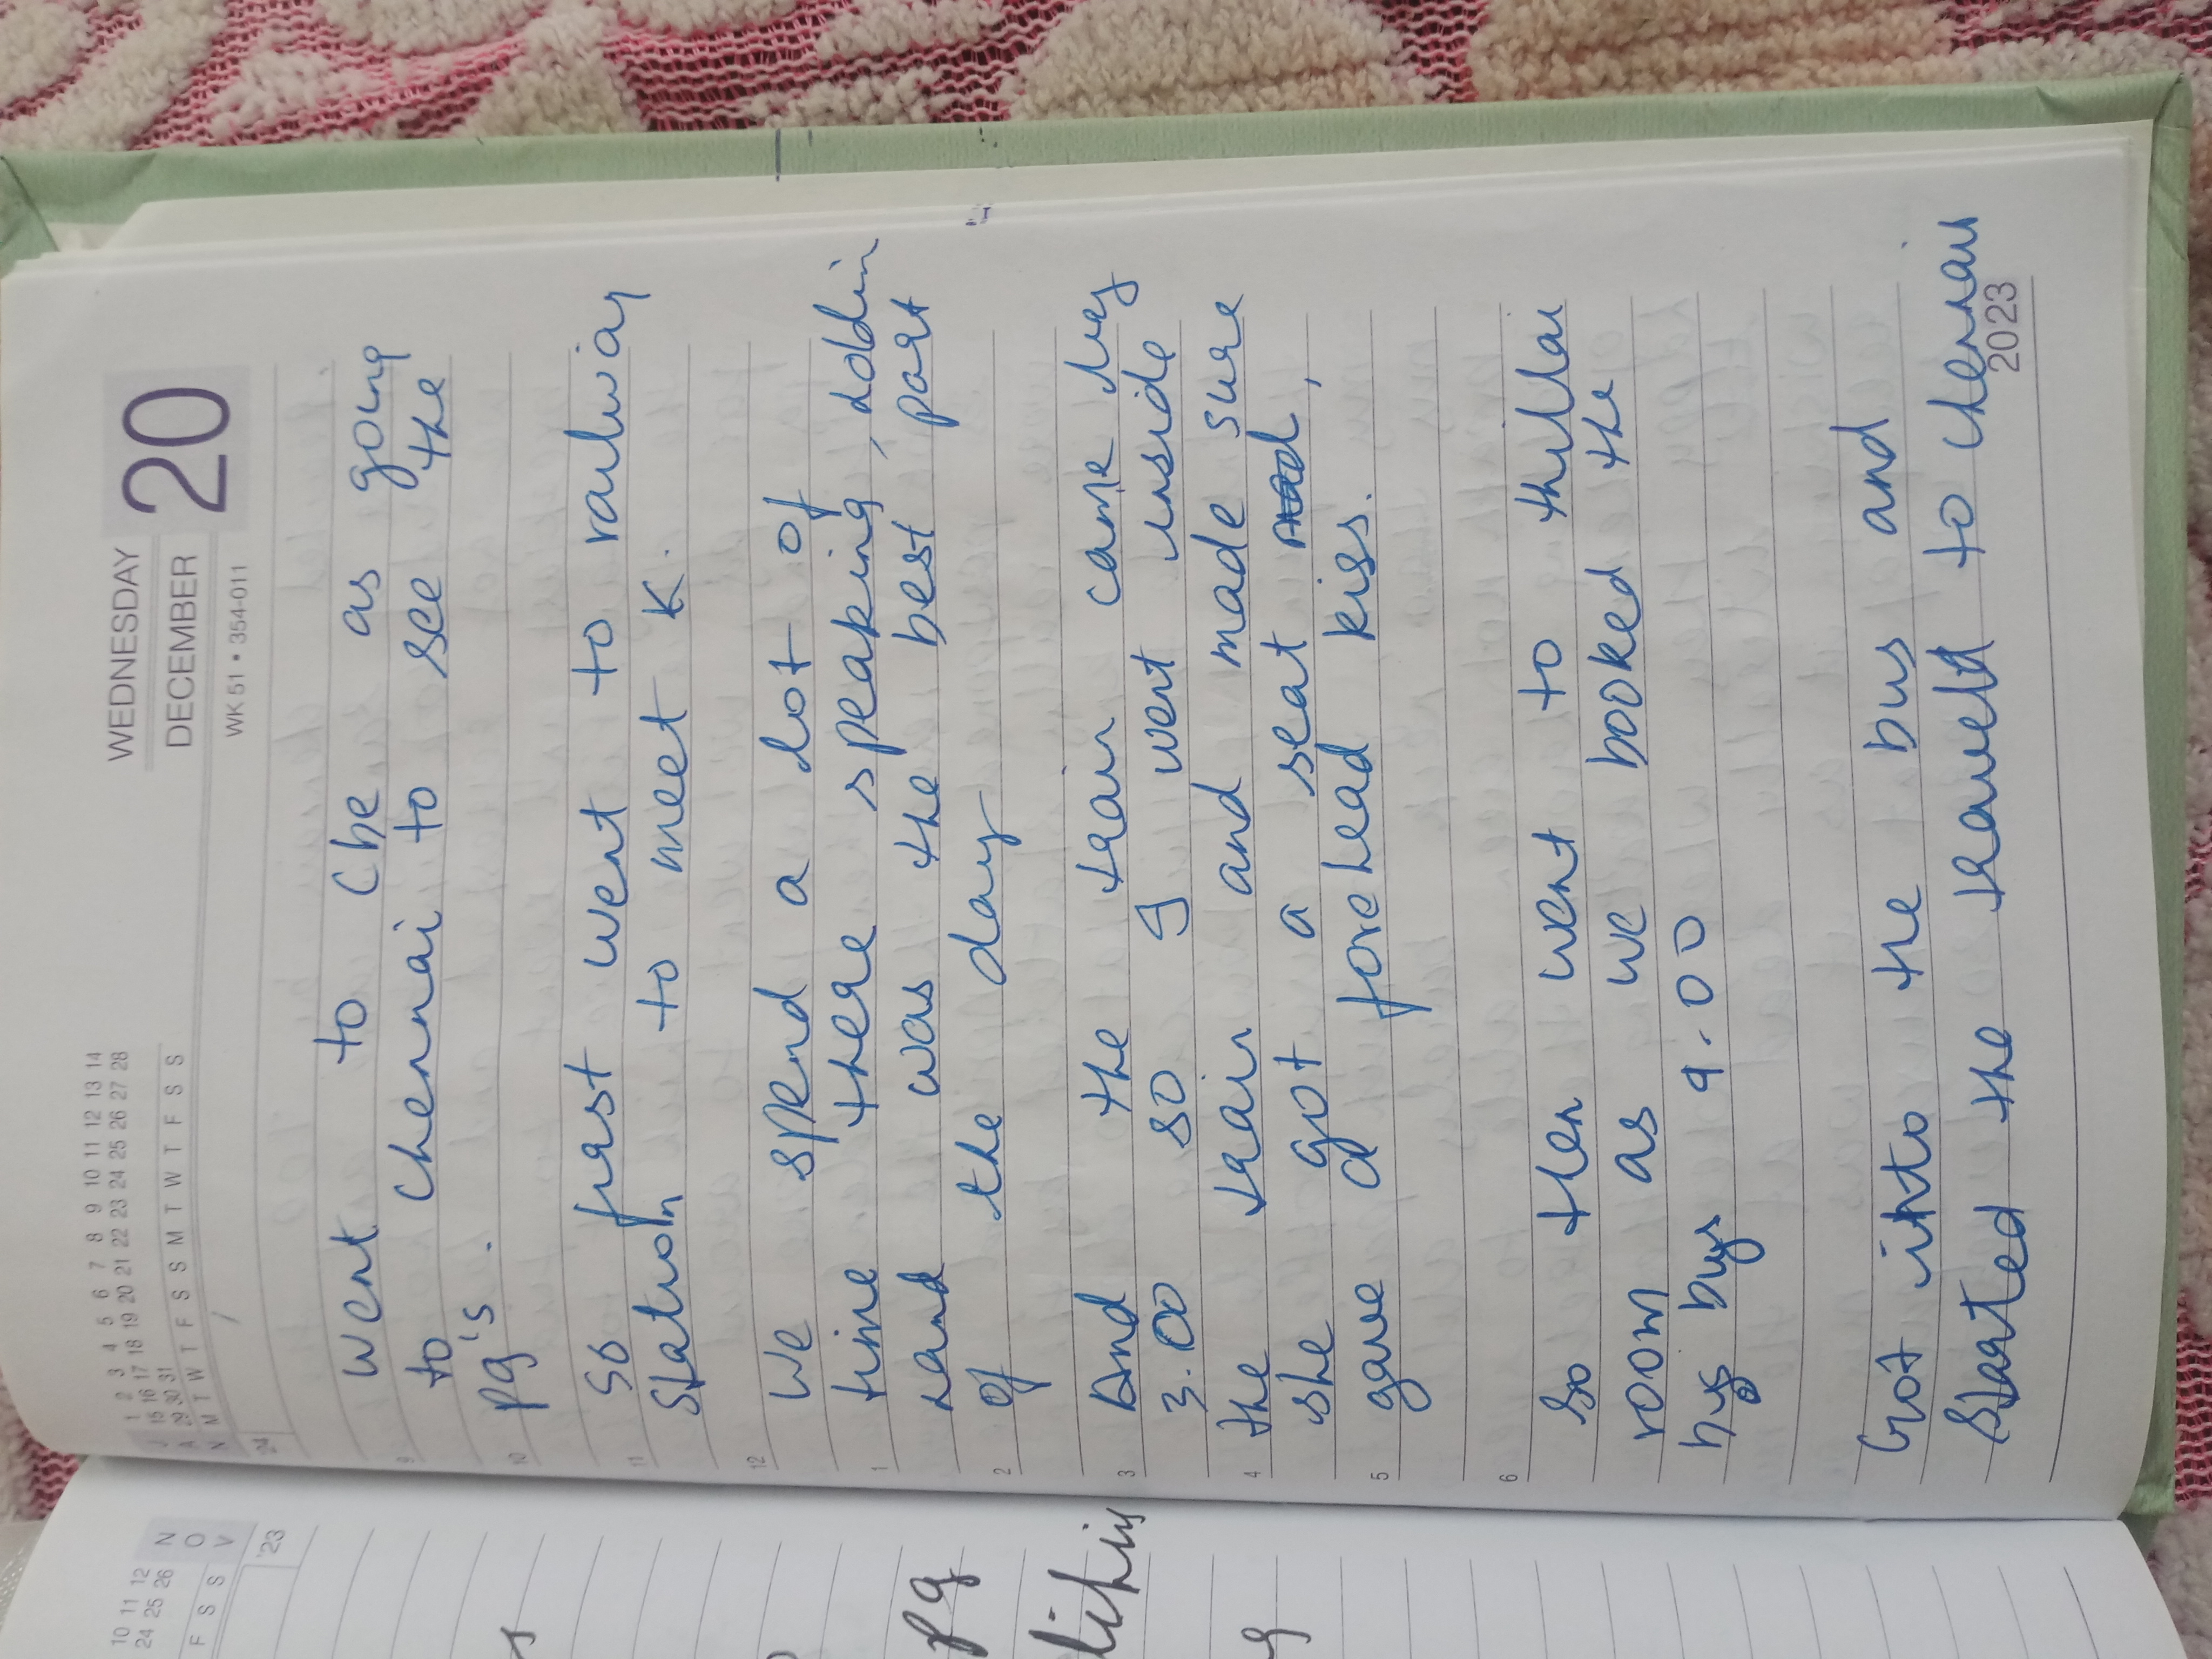 10 11 12
24 25 26
F S S
NOV
'23
s
pg
g
1 2 3 4 5 6 7 8 9 10 11 12 13 14
15 16 17 18 19 20 21 22 23 24 25 26 27 28
29 30 31
M T W T F S S M T W T F S S
JAN
'24
WEDNESDAY
DECEMBER
20
WK 51 • 354-011
went to Cbe as going
9
to Chennai to see the
10
pg's.
So first went to railway
11
station to meet K.
12
We spend a lot of
time there speaking, holdin
1
hand was the best part
2
of the day
And the train came by
3
3.00 so I went inside
4
the train and made sure
she got a seat ,
gave a forehead kiss.
5
6
So then went to thillai
room as we booked the
bus 9.00
Got into the bus and
started the travel to chennai
2023